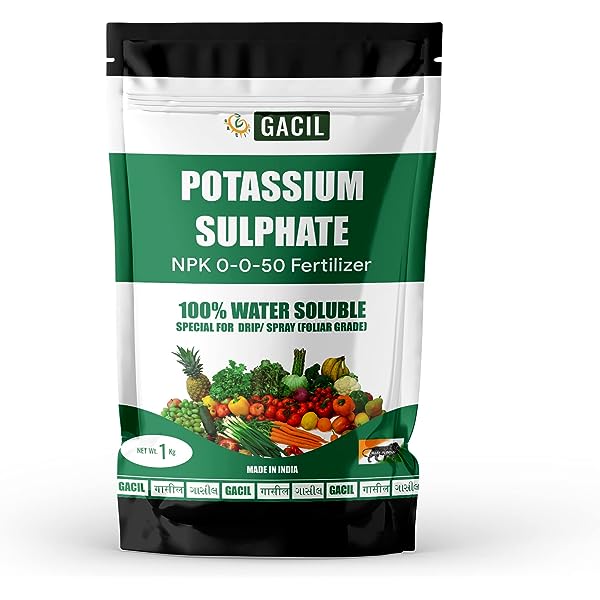 GACIL
POTASSIUM
SULPHATE
NPK 0-0-50 Fertilizer
100% WATER SOLUBLE
SPECIAL FOR DRIP/ SPRAY (FOLIAR GRADE)
NET WT. 1 Kg
MADE IN INDIA
GACIL गासील ગાસીલ GACIL गासील ગાસીલ GACIL गासील ગાસીલ